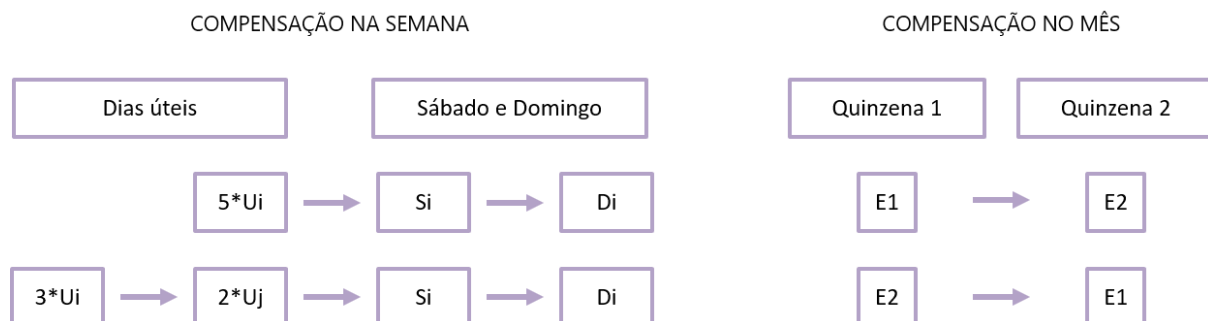 COMPENSAÇÃO NA SEMANA
COMPENSAÇÃO NO MÊS
Dias úteis
Sábado e Domingo
Quinzena 1
Quinzena 2
5*Ui
Si
Di
E1
E2
3*Ui
2*Uj
Si
Di
E2
E1